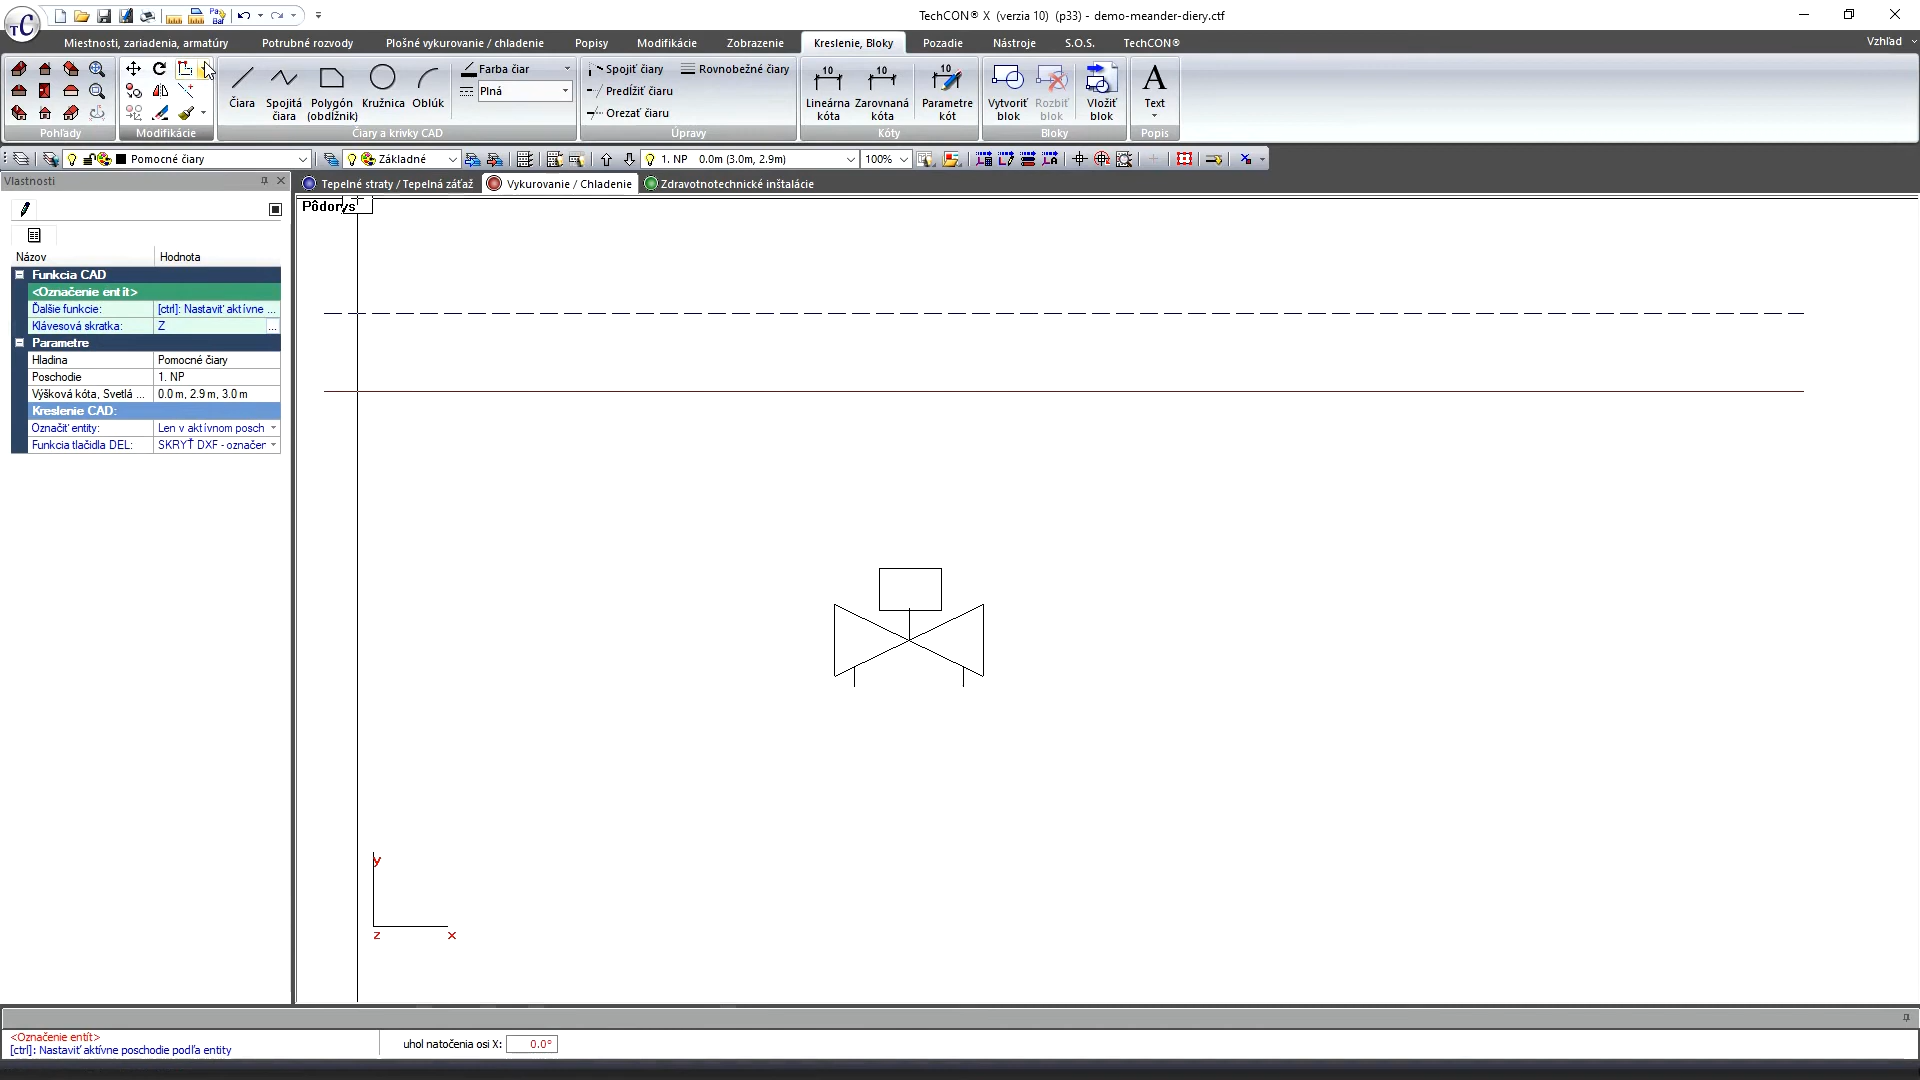 TechCON® X (verzia 10) (p33) - demo-meander-diery.ctf
Miestnosti, zariadenia, armatúry
Potrubné rozvody
Plošné vykurovanie / chladenie
Popisy
Modifikácie
Zobrazenie
Kreslenie, Bloky
Pozadie
Nástroje
S.O.S.
TechCON®
Vzhľad
Čiara
Spojitá čiara
Polygón (obdĺžnik)
Kružnica
Oblúk
Farba čiar
Plná
Spojiť čiary
Rovnobežné čiary
Predĺžiť čiaru
Orezať čiaru
10
Lineárna kóta
10
Zarovnaná kóta
10
Parametre kót
Vytvoriť blok
Rozbiť blok
Vložiť blok
A
Text
Pohľady
Modifikácie
Čiary a krivky CAD
Úpravy
Kóty
Bloky
Popis
Pomocné čiary
Základné
1. NP 0.0m (3.0m, 2.9m)
100%
Vlastnosti
Tepelné straty / Tepelná záťaž
Vykurovanie / Chladenie
Zdravotnotechnické inštalácie
Pôdorys
Názov
Hodnota
Funkcia CAD
<Označenie entít>
Ďalšie funkcie:
[ctrl]: Nastaviť aktívne ...
Klávesová skratka:
Z
...
Parametre
Hladina
Pomocné čiary
Poschodie
1. NP
Výšková kóta, Svetlá ...
0.0 m, 2.9 m, 3.0 m
Kreslenie CAD:
Označiť entity:
Len v aktívnom posch
Funkcia tlačidla DEL:
SKRYŤ DXF - označer
y
z
x
<Označenie entít>
[ctrl]: Nastaviť aktívne poschodie podľa entity
uhol natočenia osi X:
0.0°